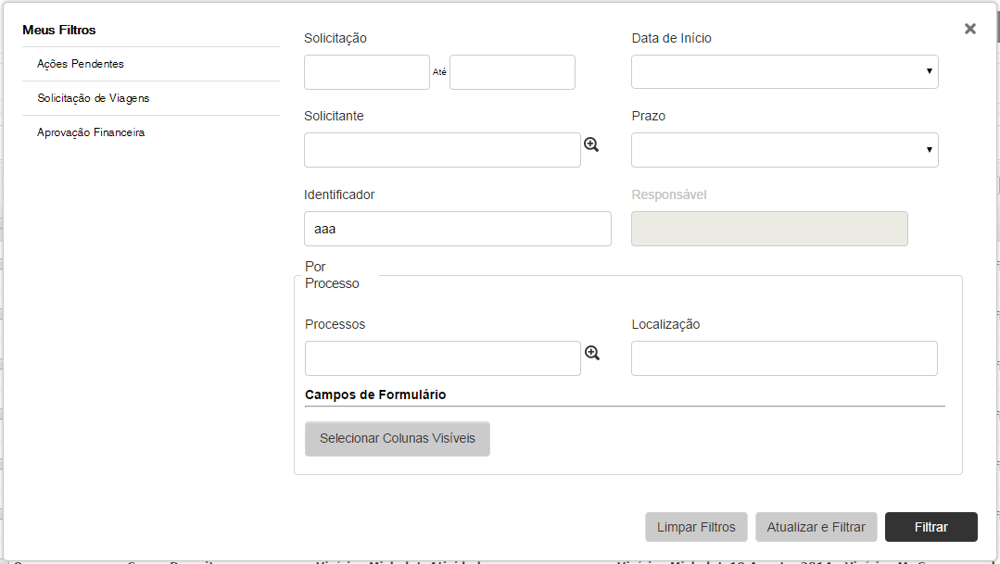 Meus Filtros
Ações Pendentes
Solicitação de Viagens
Aprovação Financeira
Solicitação
Até
Data de Início
Solicitante
Prazo
Identificador
aaa
Responsável
Por
Processo
Processos
Localização
Campos de Formulário
Selecionar Colunas Visíveis
Limpar Filtros
Atualizar e Filtrar
Filtrar